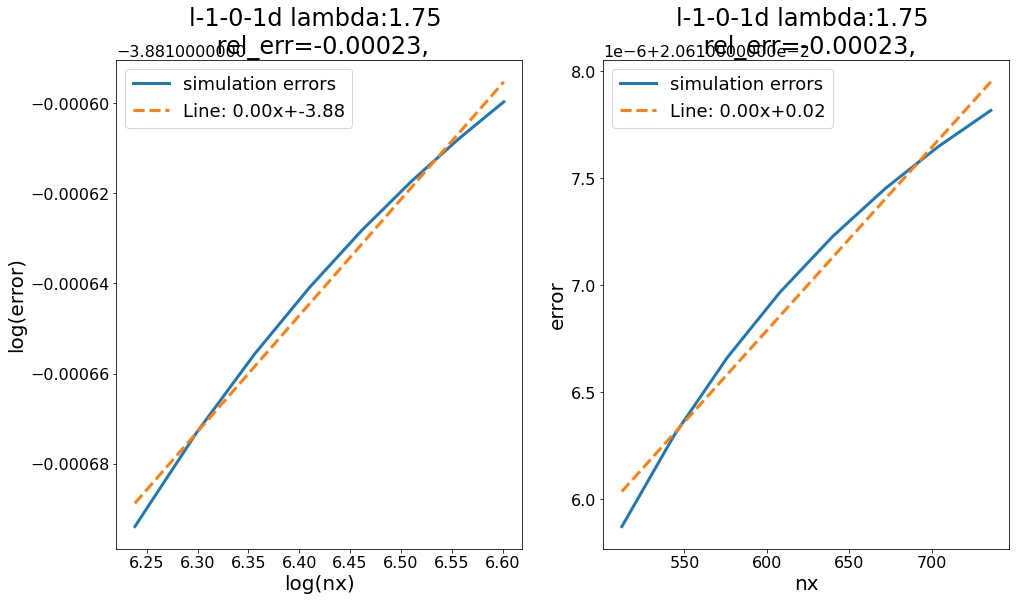 l-1-0-1d lambda:1.75
rel_err=-0.00023,
−3.8810000000
simulation errors
Line: 0.00x+-3.88
−0.00060
−0.00062
−0.00064
−0.00066
−0.00068
log(error)
6.25 6.30 6.35 6.40 6.45 6.50 6.55 6.60
log(nx)
l-1-0-1d lambda:1.75
rel_err=-0.00023,
1e−6+2.0610000000e−2
simulation errors
Line: 0.00x+0.02
8.0
7.5
7.0
6.5
6.0
error
550 600 650 700
nx